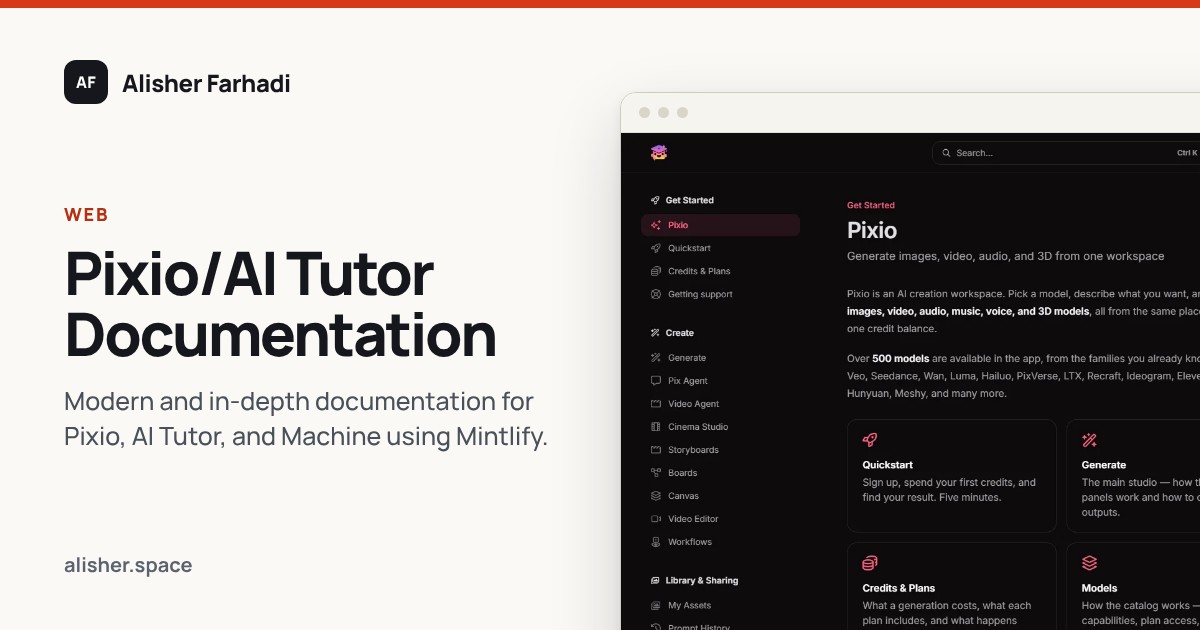 AF
Alisher Farhadi
WEB
Pixio/AI Tutor
Documentation
Modern and in-depth documentation for
Pixio, AI Tutor, and Machine using Mintlify.
alisher.space
Search...
Ctrl K
Get Started
Pixio
Quickstart
Credits & Plans
Getting support
Create
Generate
Pix Agent
Video Agent
Cinema Studio
Storyboards
Boards
Canvas
Video Editor
Workflows
Library & Sharing
My Assets
Prompt History
Get Started
Pixio
Generate images, video, audio, and 3D from one workspace
Pixio is an AI creation workspace. Pick a model, describe what you want,
images, video, audio, music, voice, and 3D models, all from the same
one credit balance.
Over 500 models are available in the app, from the families you already
Veo, Seedance, Wan, Luma, Hailuo, PixVerse, LTX, Recraft, Ideogram,
Hunyuan, Meshy, and many more.
Quickstart
Sign up, spend your first credits, and
find your result. Five minutes.
Generate
The main studio — how
panels work and how to
outputs.
Credits & Plans
What a generation costs, what each
plan includes, and what happens
Models
How the catalog works —
capabilities, plan access,